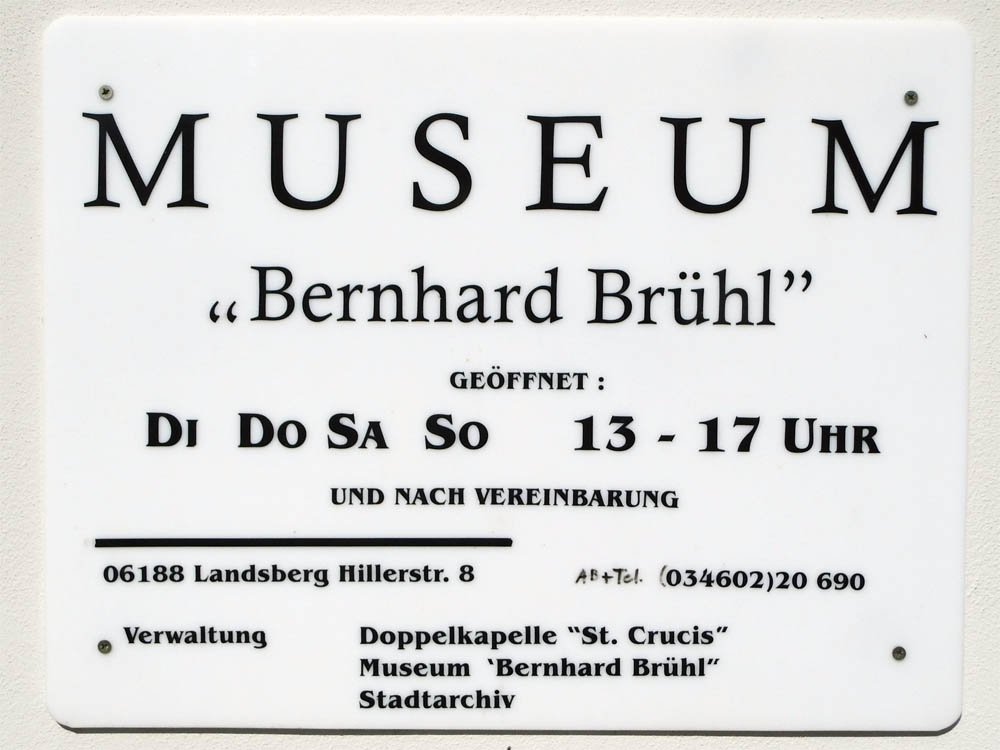 MUSEUM
„Bernhard Brühl”
GEÖFFNET :
DI DO SA SO 13 - 17 UHR
UND NACH VEREINBARUNG
06188 Landsberg Hillerstr. 8 AB+Tel. (034602)20 690
Verwaltung Doppelkapelle “St. Crucis”
Museum ‘Bernhard Brühl”
Stadtarchiv